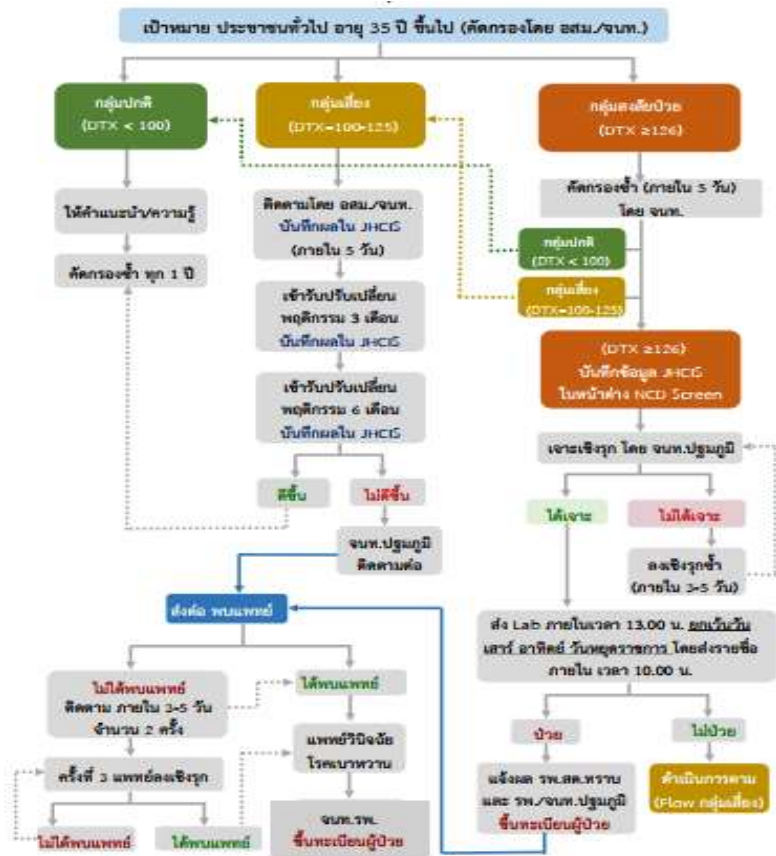 เป้าหมาย ประชาชนทั่วไป อายุ 35 ปี ขึ้นไป (คัดกรองโดย อสม./จนท.)
กลุ่มปกติ
(DTX < 100)
กลุ่มเสี่ยง
(DTX=100-125)
กลุ่มสงสัยป่วย
(DTX ≥126)
ให้คำแนะนำ/ความรู้
คัดกรองซ้ำ ทุก 1 ปี
ติดตามโดย อสม./จนท.
บันทึกผลใน JHCIS
(ภายใน 5 วัน)
เข้ารับปรับเปลี่ยน
พฤติกรรม 3 เดือน
บันทึกผลใน JHCIS
เข้ารับปรับเปลี่ยน
พฤติกรรม 6 เดือน
บันทึกผลใน JHCIS
ดีขึ้น
ไม่ดีขึ้น
จนท.ปฐมภูมิ
ติดตามต่อ
คัดกรองซ้ำ (ภายใน 5 วัน)
โดย จนท.
กลุ่มปกติ
(DTX < 100)
กลุ่มเสี่ยง
(DTX=100-125)
(DTX ≥126)
บันทึกข้อมูล JHCIS
ในหน้าต่าง NCD Screen
เจาะเชิงรุก โดย จนท.ปฐมภูมิ
ได้เจาะ
ไม่ได้เจาะ
ลงเชิงรุกซ้ำ
(ภายใน 3-5 วัน)
ส่ง Lab ภายในเวลา 13.00 น. ยกเว้นวัน
เสาร์ อาทิตย์ วันหยุดราชการ โดยส่งรายชื่อ
ภายใน เวลา 10.00 น.
ป่วย
ไม่ป่วย
แจ้งผล รพ.สต.ทราบ
และ รพ./จนท.ปฐมภูมิ
ขึ้นทะเบียนผู้ป่วย
ดำเนินการตาม
(Flow กลุ่มเสี่ยง)
ส่งต่อ พบแพทย์
ไม่ได้พบแพทย์
ติดตาม ภายใน 3-5 วัน
จำนวน 2 ครั้ง
ได้พบแพทย์
ครั้งที่ 3 แพทย์ลงเชิงรุก
แพทย์วินิจฉัย
โรคเบาหวาน
ไม่ได้พบแพทย์
ได้พบแพทย์
จนท.รพ.
ขึ้นทะเบียนผู้ป่วย